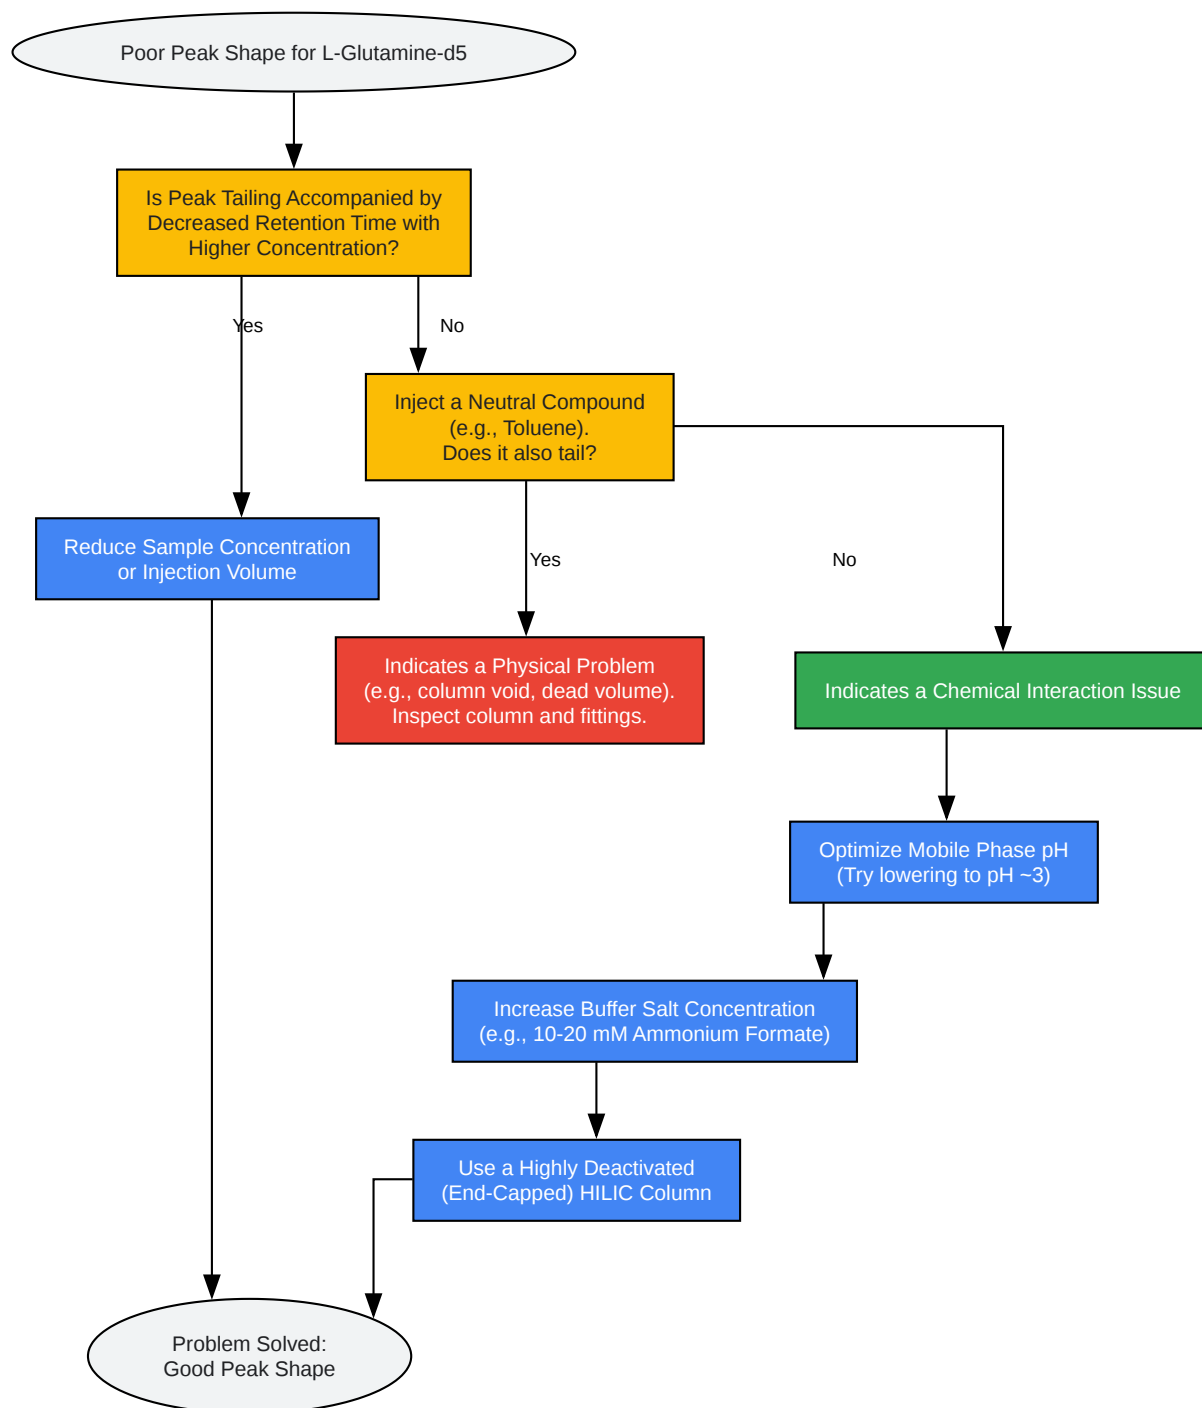 Poor Peak Shape for L-Glutamine-d5
Is Peak Tailing Accompanied by
Decreased Retention Time with
Higher Concentration?
Yes
No
Inject a Neutral Compound
(e.g., Toluene).
Does it also tail?
Reduce Sample Concentration
or Injection Volume
Yes
No
Indicates a Physical Problem
(e.g., column void, dead volume).
Inspect column and fittings.
Indicates a Chemical Interaction Issue
Optimize Mobile Phase pH
(Try lowering to pH ~3)
Increase Buffer Salt Concentration
(e.g., 10-20 mM Ammonium Formate)
Use a Highly Deactivated
(End-Capped) HILIC Column
Problem Solved:
Good Peak Shape